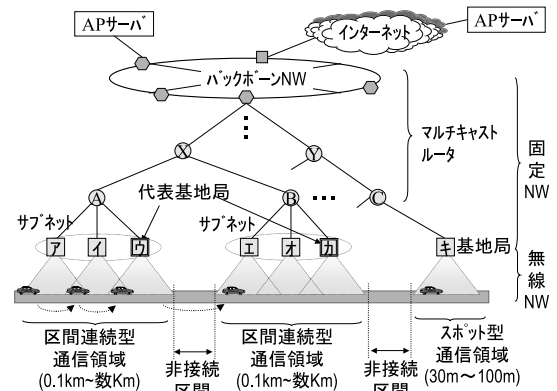 APサーバ
インターネット
APサーバ
バックボーンNW
マルチキャスト
ルータ
固定
NW
X
Y
A
代表基地局
B
…
C
サブネット
サブネット
ア
イ
ウ
エ
オ
カ
キ
基地局
無線
NW
区間連続型
通信領域
(0.1km~数Km)
非接続
区間
区間連続型
通信領域
(0.1km~数Km)
非接続
区間
スポット型
通信領域
(30m～100m)